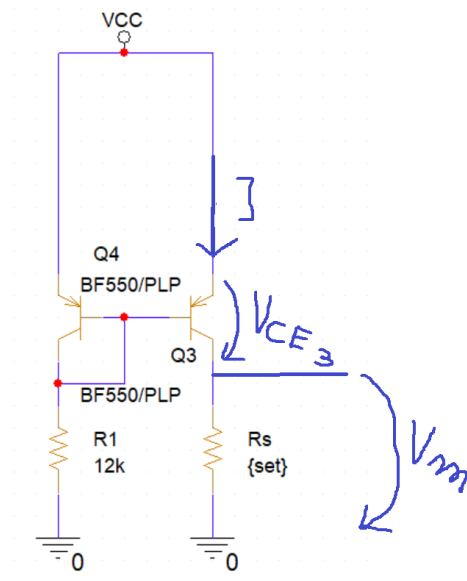 VCC
I
Q4
BF550/PLP
VCE3
Q3
BF550/PLP
R1
12k
Rs
{set}
0
0